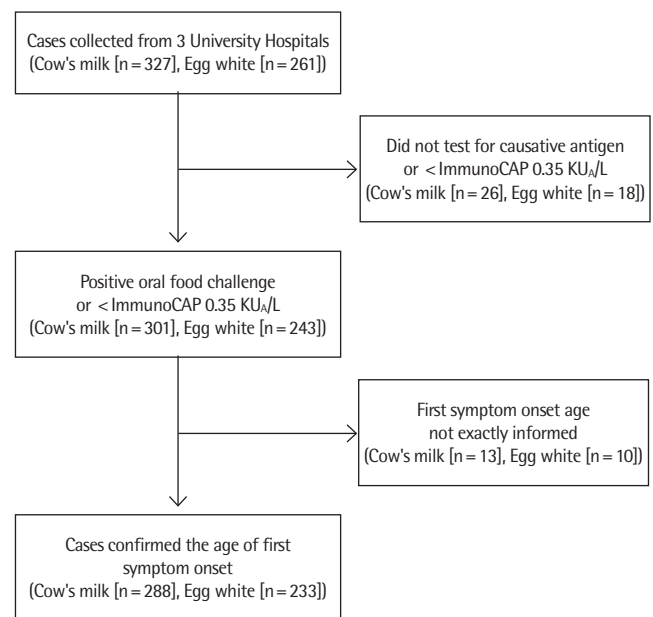 Cases collected from 3 University Hospitals
(Cow's milk [n=327], Egg white [n=261])
Did not test for causative antigen
or <ImmunoCAP 0.35 KUA/L
(Cow's milk [n=26], Egg white [n=18])
Positive oral food challenge
or <ImmunoCAP 0.35 KUA/L
(Cow's milk [n=301], Egg white [n=243])
First symptom onset age
not exactly informed
(Cow's milk [n=13], Egg white [n=10])
Cases confirmed the age of first
symptom onset
(Cow's milk [n=288], Egg white [n=233])